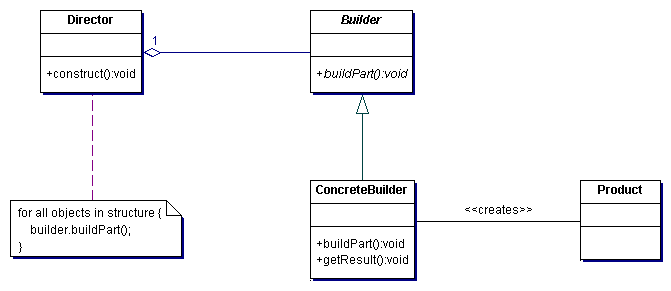 Director
1
Builder
+construct():void
+buildPart():void
ConcreteBuilder
Product
<<creates>>
for all objects in structure {
builder.buildPart();
}
+buildPart():void
+getResult():void